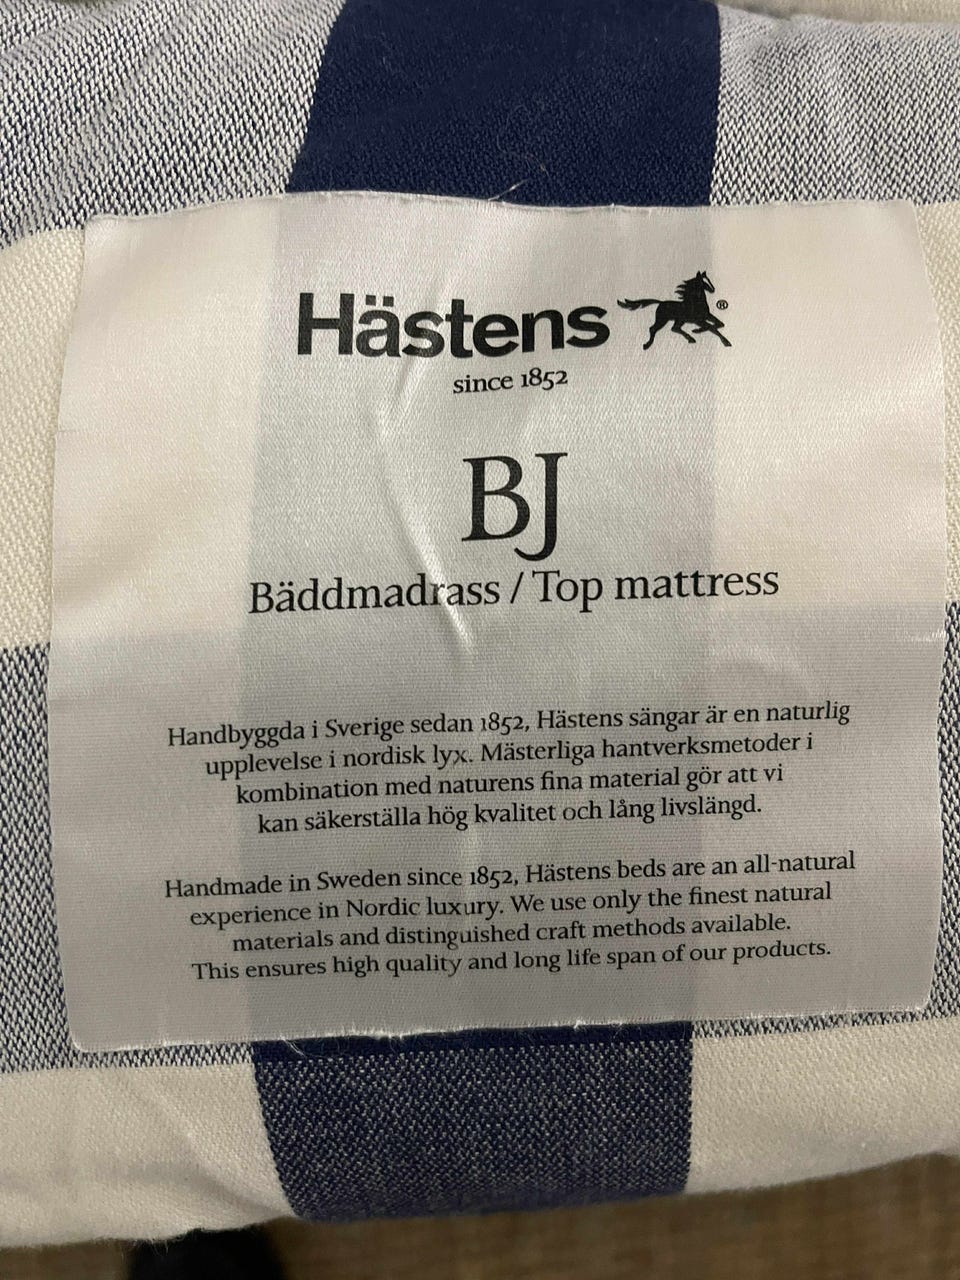 Hästens®
since 1852
BJ
Bäddmadrass / Top mattress
Handbyggda i Sverige sedan 1852, Hästens sängar är en naturlig
upplevelse i nordisk lyx. Mästerliga hantverksmetoder i
kombination med naturens fina material gör att vi
kan säkerställa hög kvalitet och lång livslängd.
Handmade in Sweden since 1852, Hästens beds are an all-natural
experience in Nordic luxury. We use only the finest natural
materials and distinguished craft methods available.
This ensures high quality and long life span of our products.